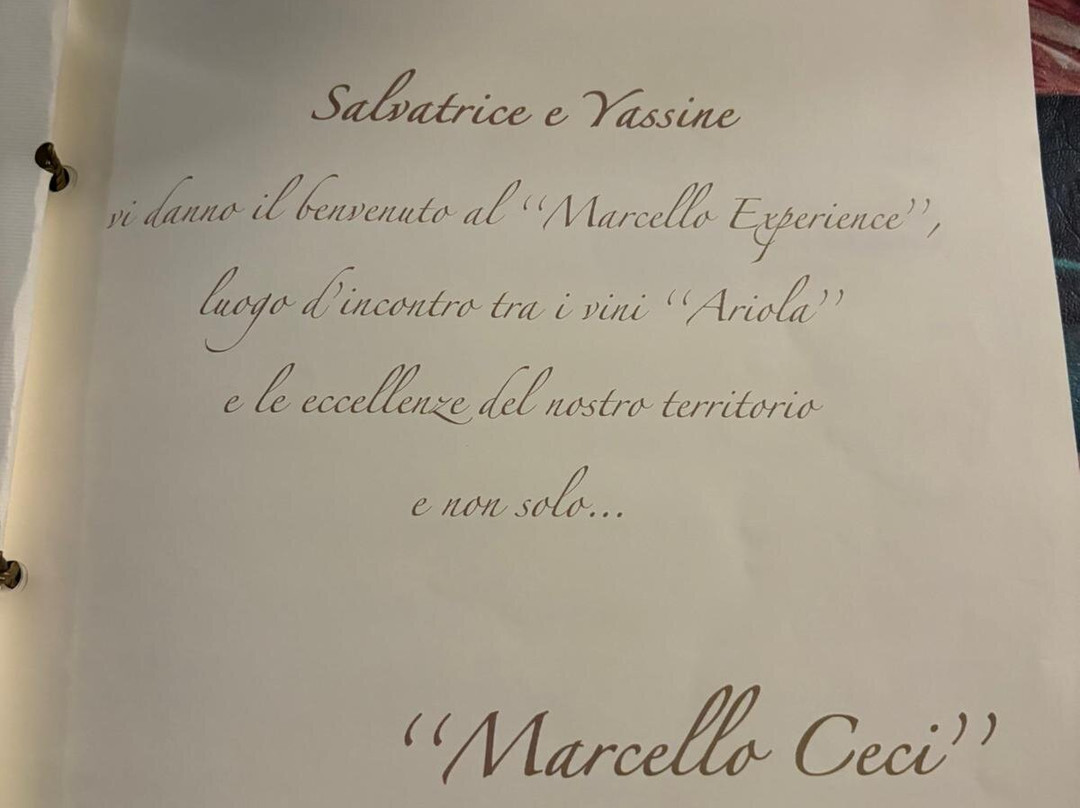 Salvatrice e Yassine
vi danno il benvenuto al “Marcello Experience”,
luogo d’incontro tra i vini “Ariola”
e le eccellenze del nostro territorio
e non solo...
“Marcello Ceci”